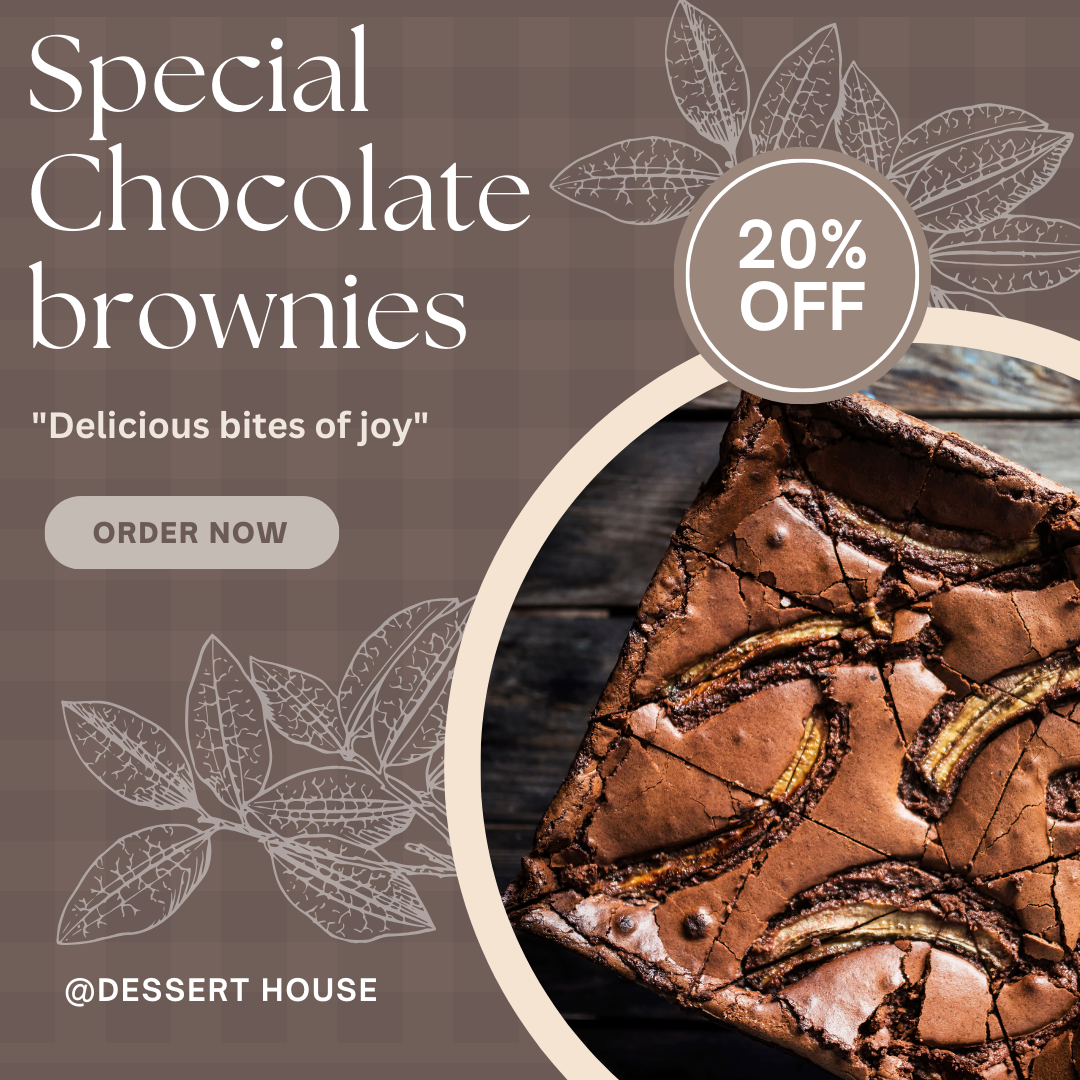 Special
Chocolate
brownies
20%
OFF
"Delicious bites of joy"
ORDER NOW
@DESSERT HOUSE